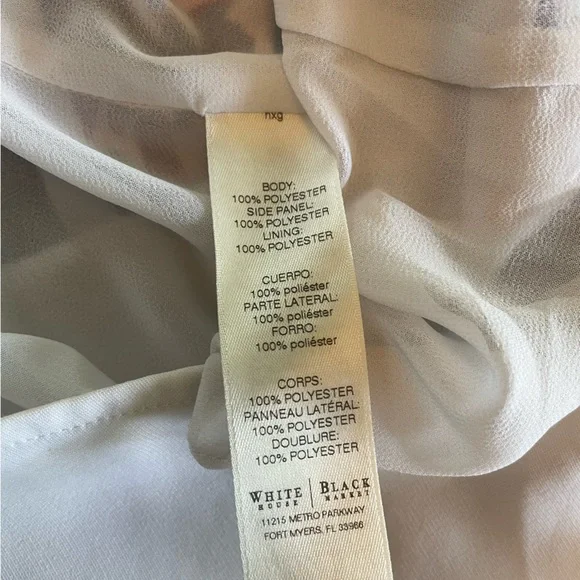 nxg
BODY:
100% POLYESTER
SIDE PANEL:
100% POLYESTER
LINING:
100% POLYESTER
CUERPO:
100% poliéster
PARTE LATERAL:
100% poliéster
FORRO:
100% poliéster
CORPS:
100% POLYESTER
PANNEAU LATÉRAL:
100% POLYESTER
DOUBLURE:
100% POLYESTER
WHITE HOUSE | BLACK MARKET
11215 METRO PARKWAY
FORT MYERS, FL 33966